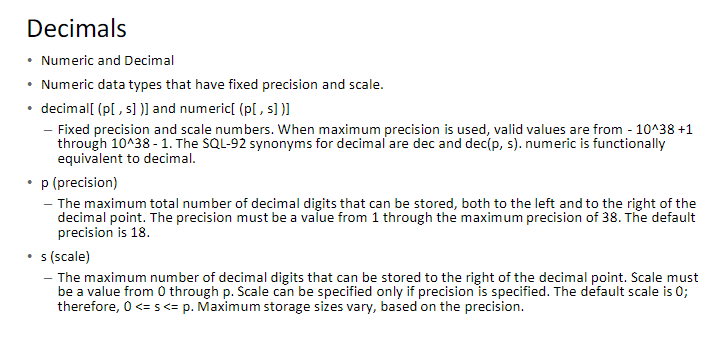 Decimals
• Numeric and Decimal
• Numeric data types that have fixed precision and scale.
• decimal[ (p[ , s] )] and numeric[ (p[ , s] )]
– Fixed precision and scale numbers. When maximum precision is used, valid values are from - 10^38 +1
through 10^38 - 1. The SQL-92 synonyms for decimal are dec and dec(p, s). numeric is functionally
equivalent to decimal.
• p (precision)
– The maximum total number of decimal digits that can be stored, both to the left and to the right of the
decimal point. The precision must be a value from 1 through the maximum precision of 38. The default
precision is 18.
• s (scale)
– The maximum number of decimal digits that can be stored to the right of the decimal point. Scale must
be a value from 0 through p. Scale can be specified only if precision is specified. The default scale is 0;
therefore, 0 <= s <= p. Maximum storage sizes vary, based on the precision.